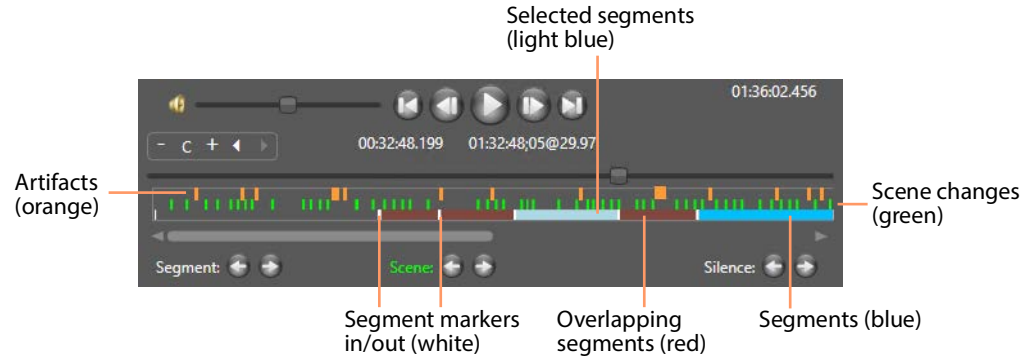 Selected segments
(light blue)
01:36:02.456
- c +
00:32:48.199 01:32:48;05@29.97
Artifacts
(orange)
Scene changes
(green)
Segment: Scene: Silence:
Segment markers
in/out (white)
Overlapping
segments (red)
Segments (blue)